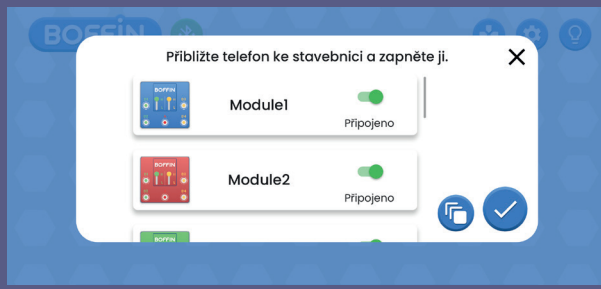 BOFFIN
Přibližte telefon ke stavebnici a zapněte ji.
BOFFIN
Module1
Připojeno
BOFFIN
Module2
Připojeno
BOFFIN